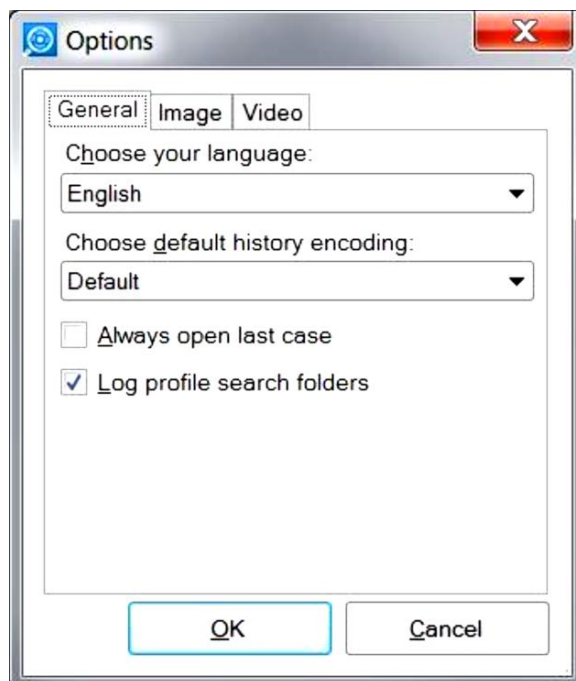 Options
General Image Video
Choose your language:
English
Choose default history encoding:
Default
Always open last case
Log profile search folders
OK Cancel